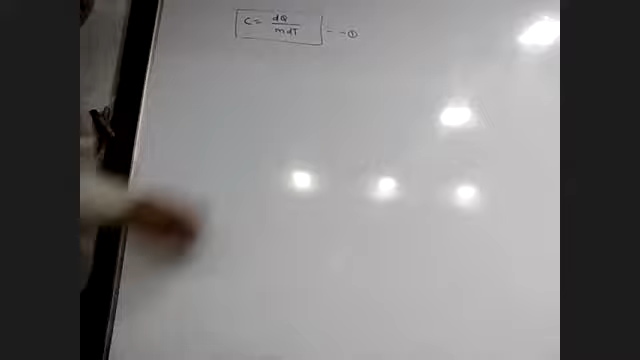 C = dQ / mdT - - ①